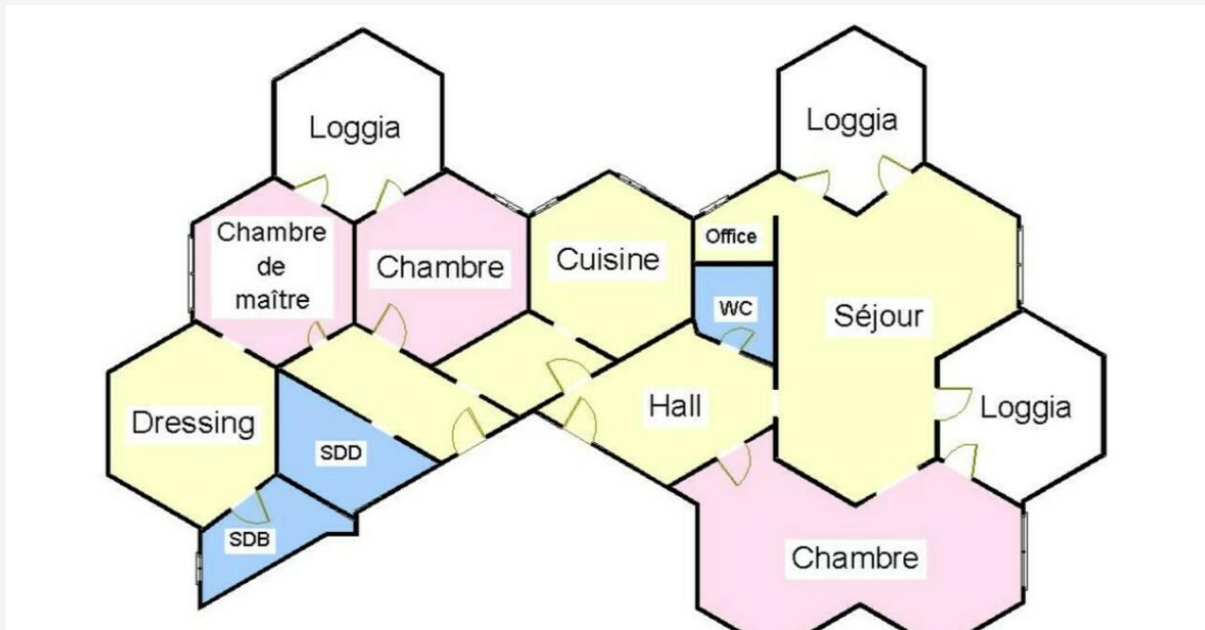 Loggia
Loggia
Chambre
de
maître
Chambre
Cuisine
Office
WC
Séjour
Dressing
SDD
Hall
Loggia
SDB
Chambre